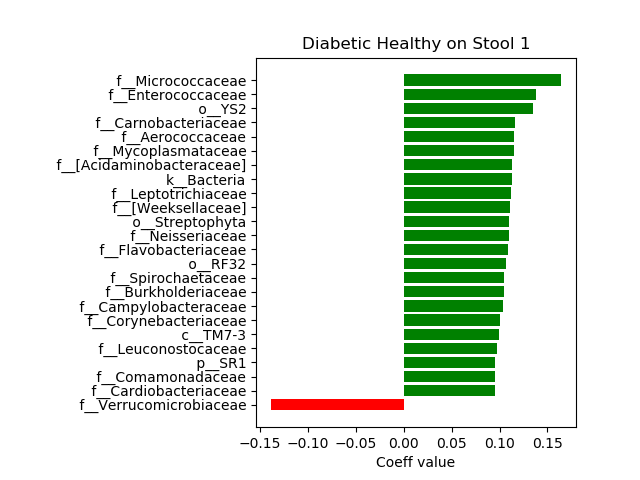 Diabetic Healthy on Stool 1
f__Micrococcaceae
f__Enterococcaceae
o__YS2
f__Carnobacteriaceae
f__Aerococcaceae
f__Mycoplasmataceae
f__[Acidaminobacteraceae]
k__Bacteria
f__Leptotrichiaceae
f__[Weeksellaceae]
o__Streptophyta
f__Neisseriaceae
f__Flavobacteriaceae
o__RF32
f__Spirochaetaceae
f__Burkholderiaceae
f__Campylobacteraceae
f__Corynebacteriaceae
c__TM7-3
f__Leuconostocaceae
p__SR1
f__Comamonadaceae
f__Cardiobacteriaceae
f__Verrucomicrobiaceae
−0.15 −0.10 −0.05 0.00 0.05 0.10 0.15
Coeff value